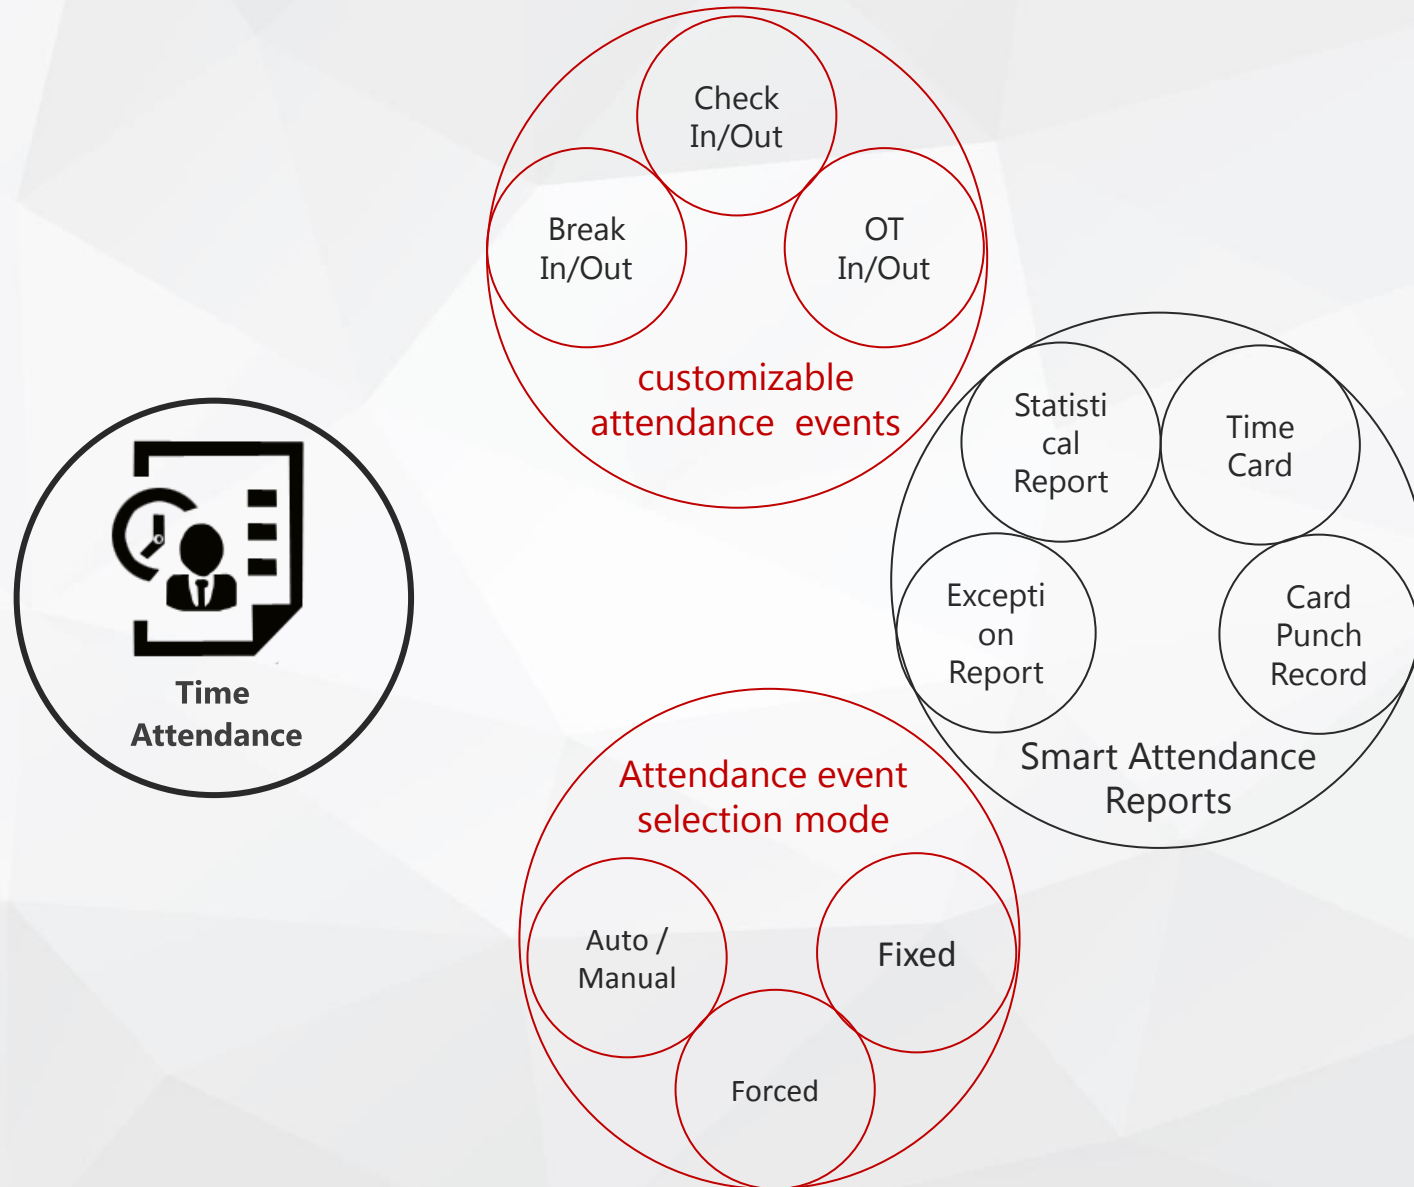 Check
In/Out
Break
In/Out
OT
In/Out
customizable
attendance  events
Statisti
cal
Report
Time
Card
Excepti
on
Report
Card
Punch
Record
Smart Attendance
Reports
Time
Attendance
Attendance event
selection mode
Auto /
Manual
Fixed
Forced